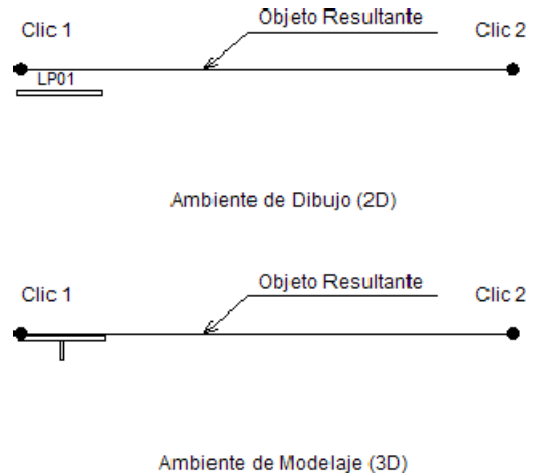 Objeto Resultante
Clic 1
Clic 2
LP01
Ambiente de Dibujo (2D)
Objeto Resultante
Clic 1
Clic 2
Ambiente de Modelaje (3D)